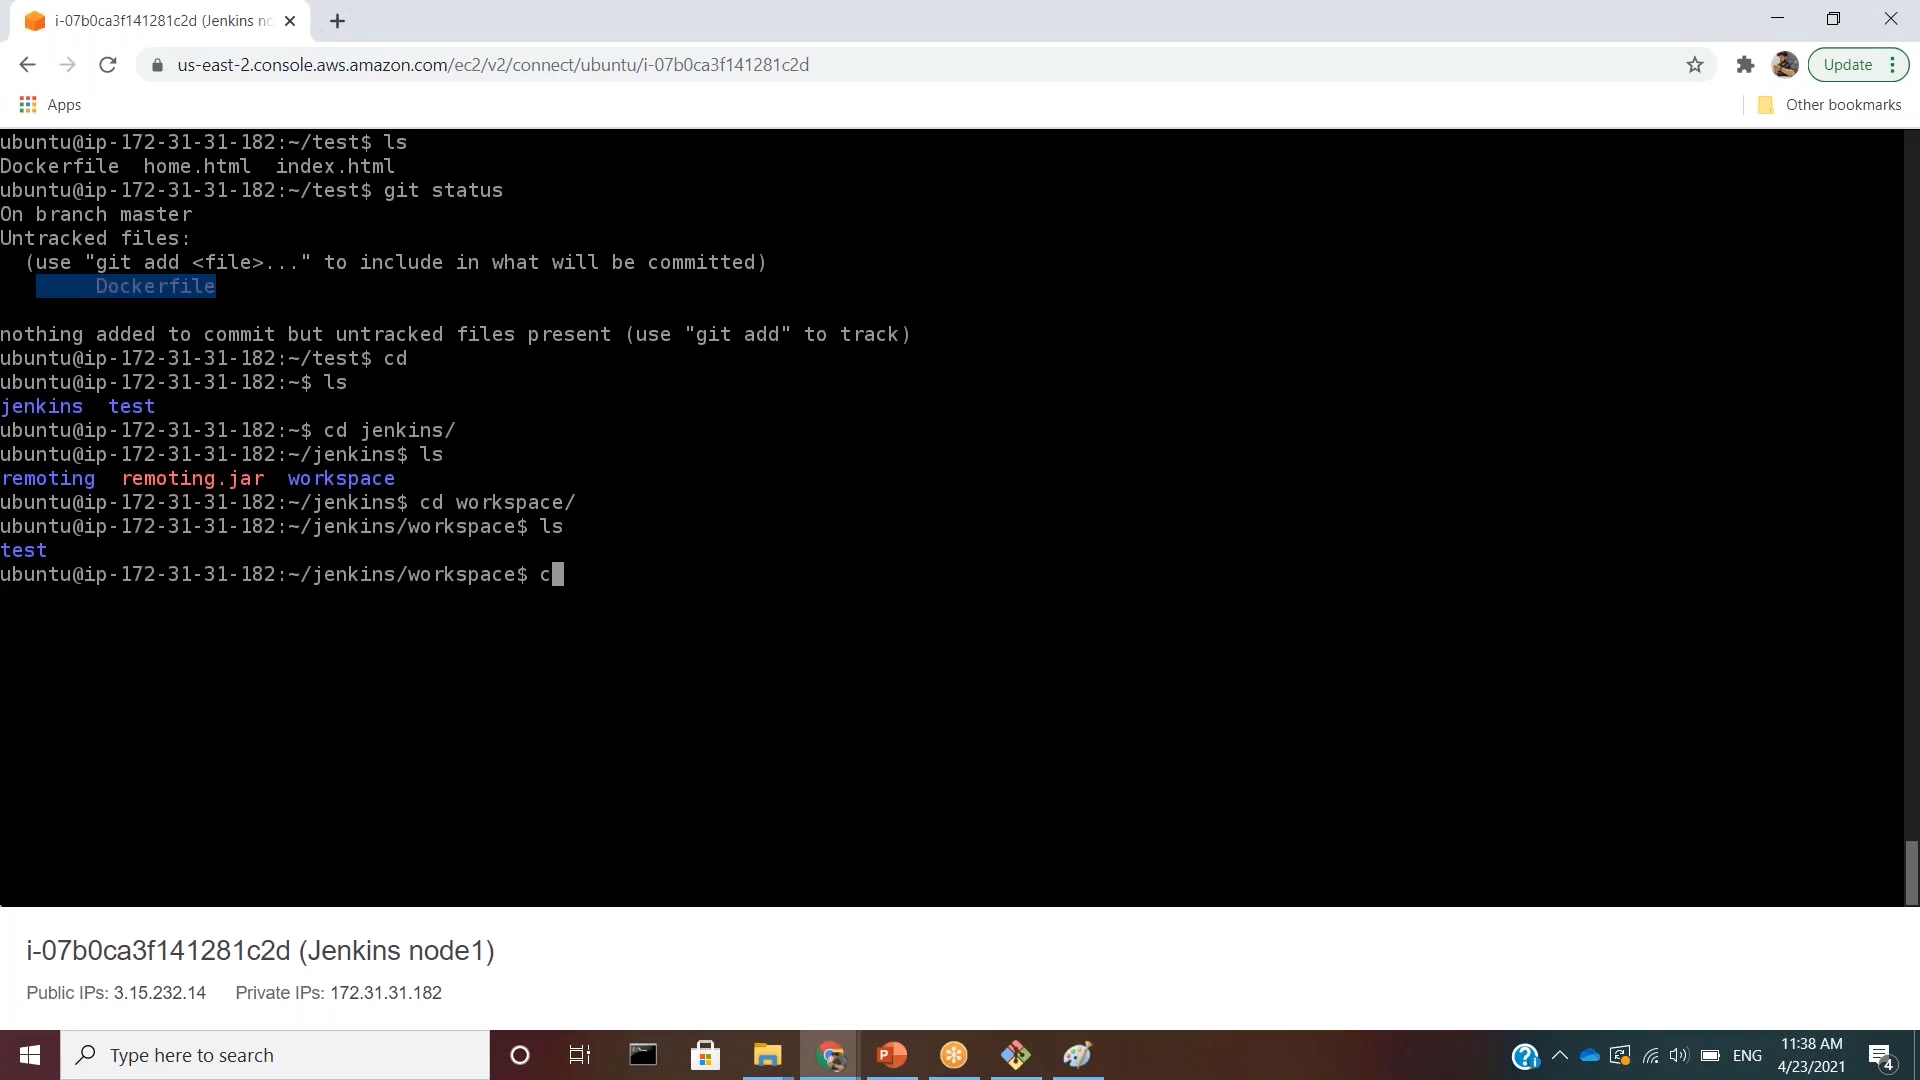 i-07b0ca3f141281c2d (Jenkins no
us-east-2.console.aws.amazon.com/ec2/v2/connect/ubuntu/i-07b0ca3f141281c2d
Update
Apps
Other bookmarks
ubuntu@ip-172-31-31-182:~/test$ ls
Dockerfile  home.html  index.html
ubuntu@ip-172-31-31-182:~/test$ git status
On branch master
Untracked files:
  (use "git add <file>..." to include in what will be committed)
        Dockerfile
nothing added to commit but untracked files present (use "git add" to track)
ubuntu@ip-172-31-31-182:~/test$ cd
ubuntu@ip-172-31-31-182:~$ ls
jenkins  test
ubuntu@ip-172-31-31-182:~$ cd jenkins/
ubuntu@ip-172-31-31-182:~/jenkins$ ls
remoting  remoting.jar  workspace
ubuntu@ip-172-31-31-182:~/jenkins$ cd workspace/
ubuntu@ip-172-31-31-182:~/jenkins/workspace$ ls
test
ubuntu@ip-172-31-31-182:~/jenkins/workspace$ c
i-07b0ca3f141281c2d (Jenkins node1)
Public IPs: 3.15.232.14 Private IPs: 172.31.31.182
Type here to search
ENG
11:38 AM
4/23/2021
4